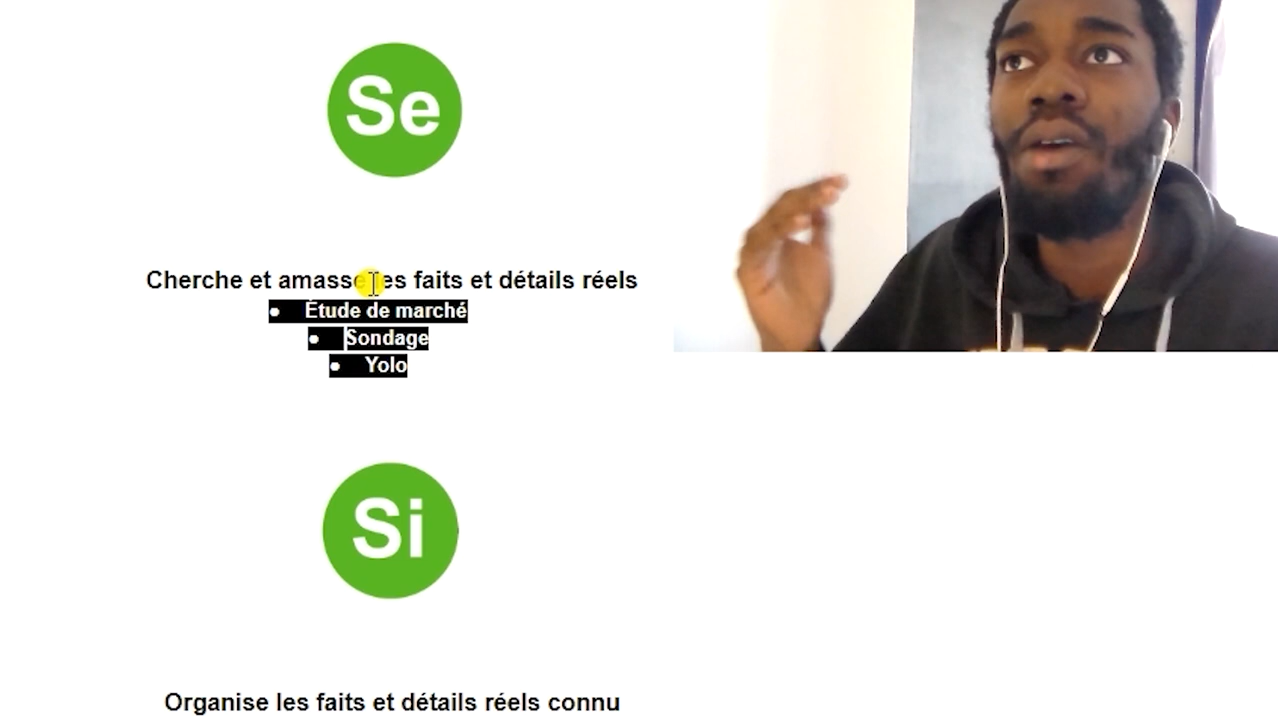 Se
Cherche et amasse les faits et détails réels
● Étude de marché
● Sondage
● Yolo
Si
Organise les faits et détails réels connu